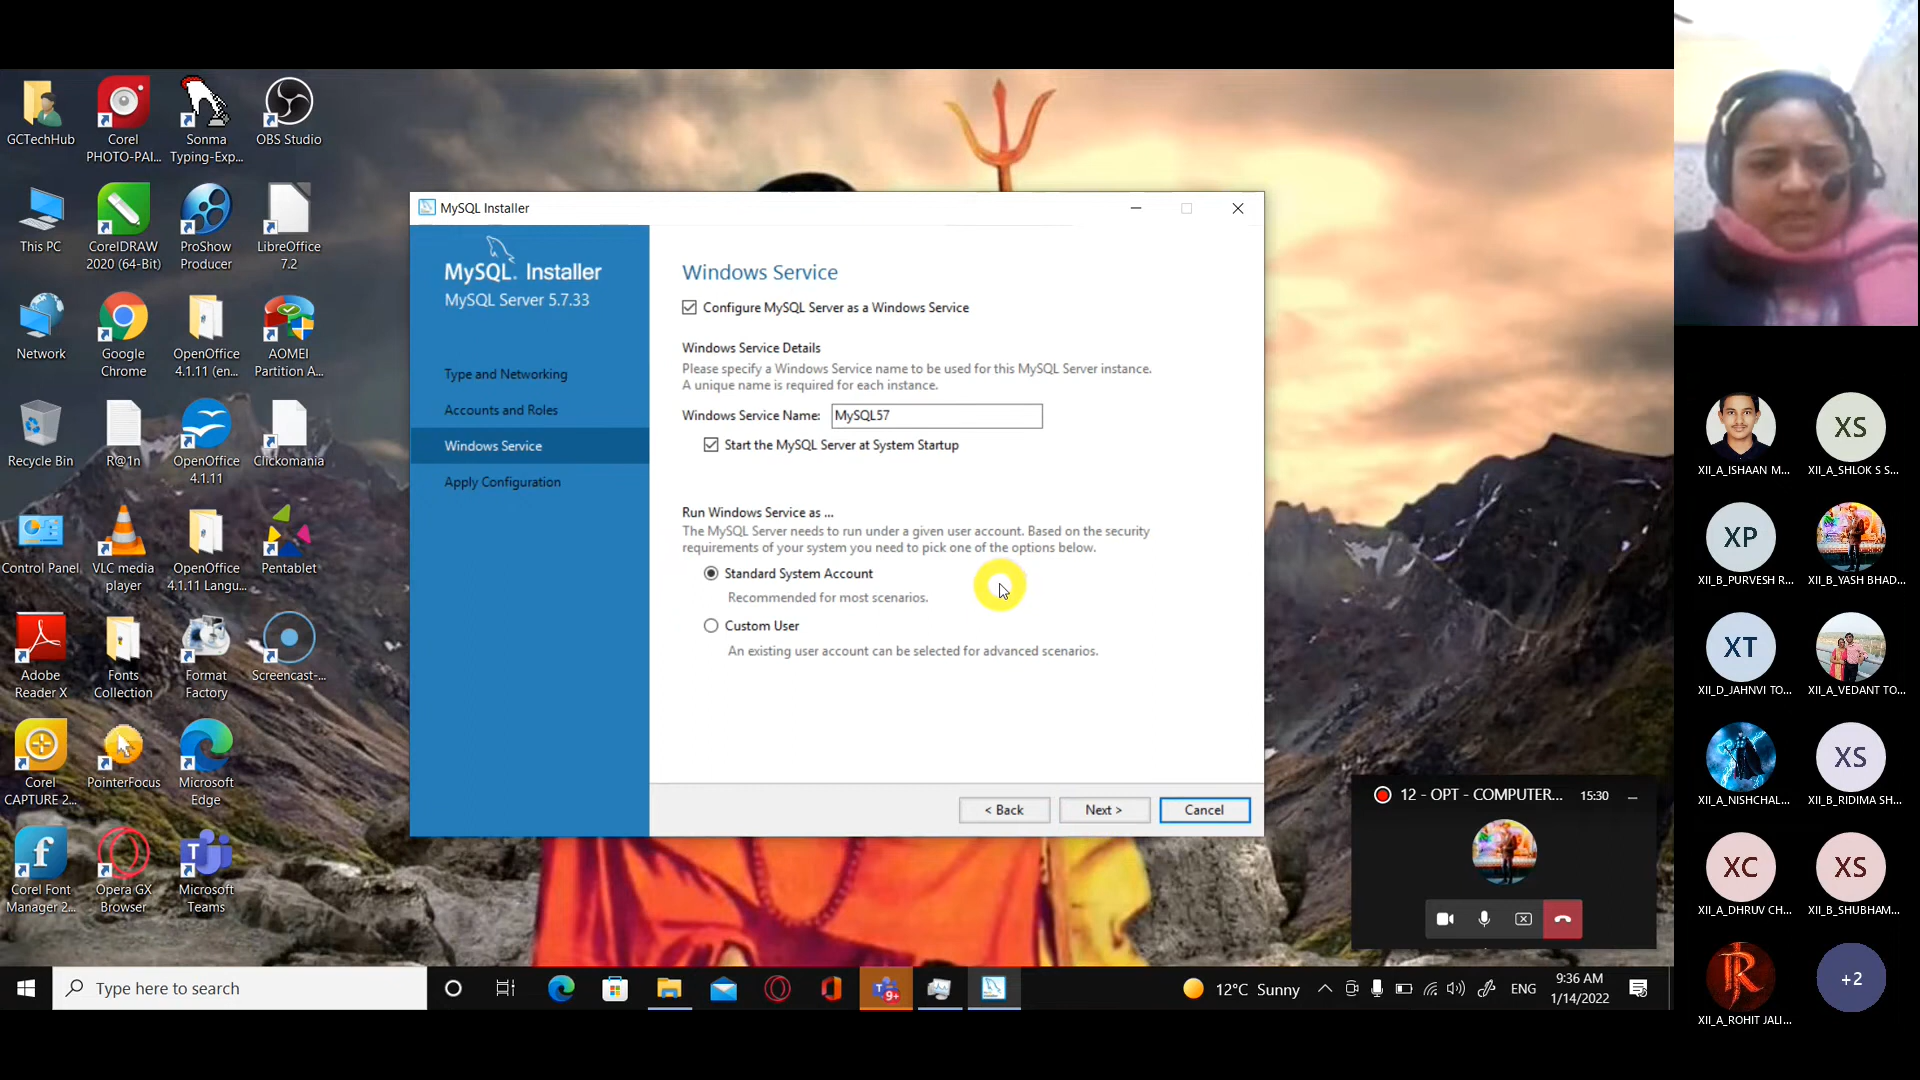 GCTechHub
Corel
PHOTO-PAI...
Sonma
Typing-Exp...
OBS Studio
This PC
CorelDRAW
2020 (64-Bit)
ProShow
Producer
LibreOffice
7.2
Network
Google
Chrome
OpenOffice
4.1.11 (en...
AOMEI
Partition A...
Recycle Bin
R@1n
OpenOffice
4.1.11
Clickomania
Control Panel
VLC media
player
OpenOffice
4.1.11 Langu...
Pentablet
Adobe
Reader X
Fonts
Collection
Format
Factory
Screencast-...
Corel
CAPTURE 2...
PointerFocus
Microsoft
Edge
Corel Font
Manager 2...
Opera GX
Browser
Microsoft
Teams
MySQL Installer
MySQL. Installer
MySQL Server 5.7.33
Type and Networking
Accounts and Roles
Windows Service
Apply Configuration
Windows Service
Configure MySQL Server as a Windows Service
Windows Service Details
Please specify a Windows Service name to be used for this MySQL Server instance.
A unique name is required for each instance.
Windows Service Name: MySQL57
Start the MySQL Server at System Startup
Run Windows Service as ...
The MySQL Server needs to run under a given user account. Based on the security
requirements of your system you need to pick one of the options below.
Standard System Account
Recommended for most scenarios.
Custom User
An existing user account can be selected for advanced scenarios.
< Back
Next >
Cancel
12 - OPT - COMPUTER... 15:30
Type here to search
9+
12°C Sunny
ENG
9:36 AM
1/14/2022
XII_A_ISHAAN M...
XS
XII_A_SHLOK S S...
XP
XII_B_PURVESH R...
XII_B_YASH BHAD...
XT
XII_D_JAHNVI TO...
XII_A_VEDANT TO...
XII_A_NISHCHAL...
XS
XII_B_RIDIMA SH...
XC
XII_A_DHRUV CH...
XS
XII_B_SHUBHAM...
R
XII_A_ROHIT JALI...
+2